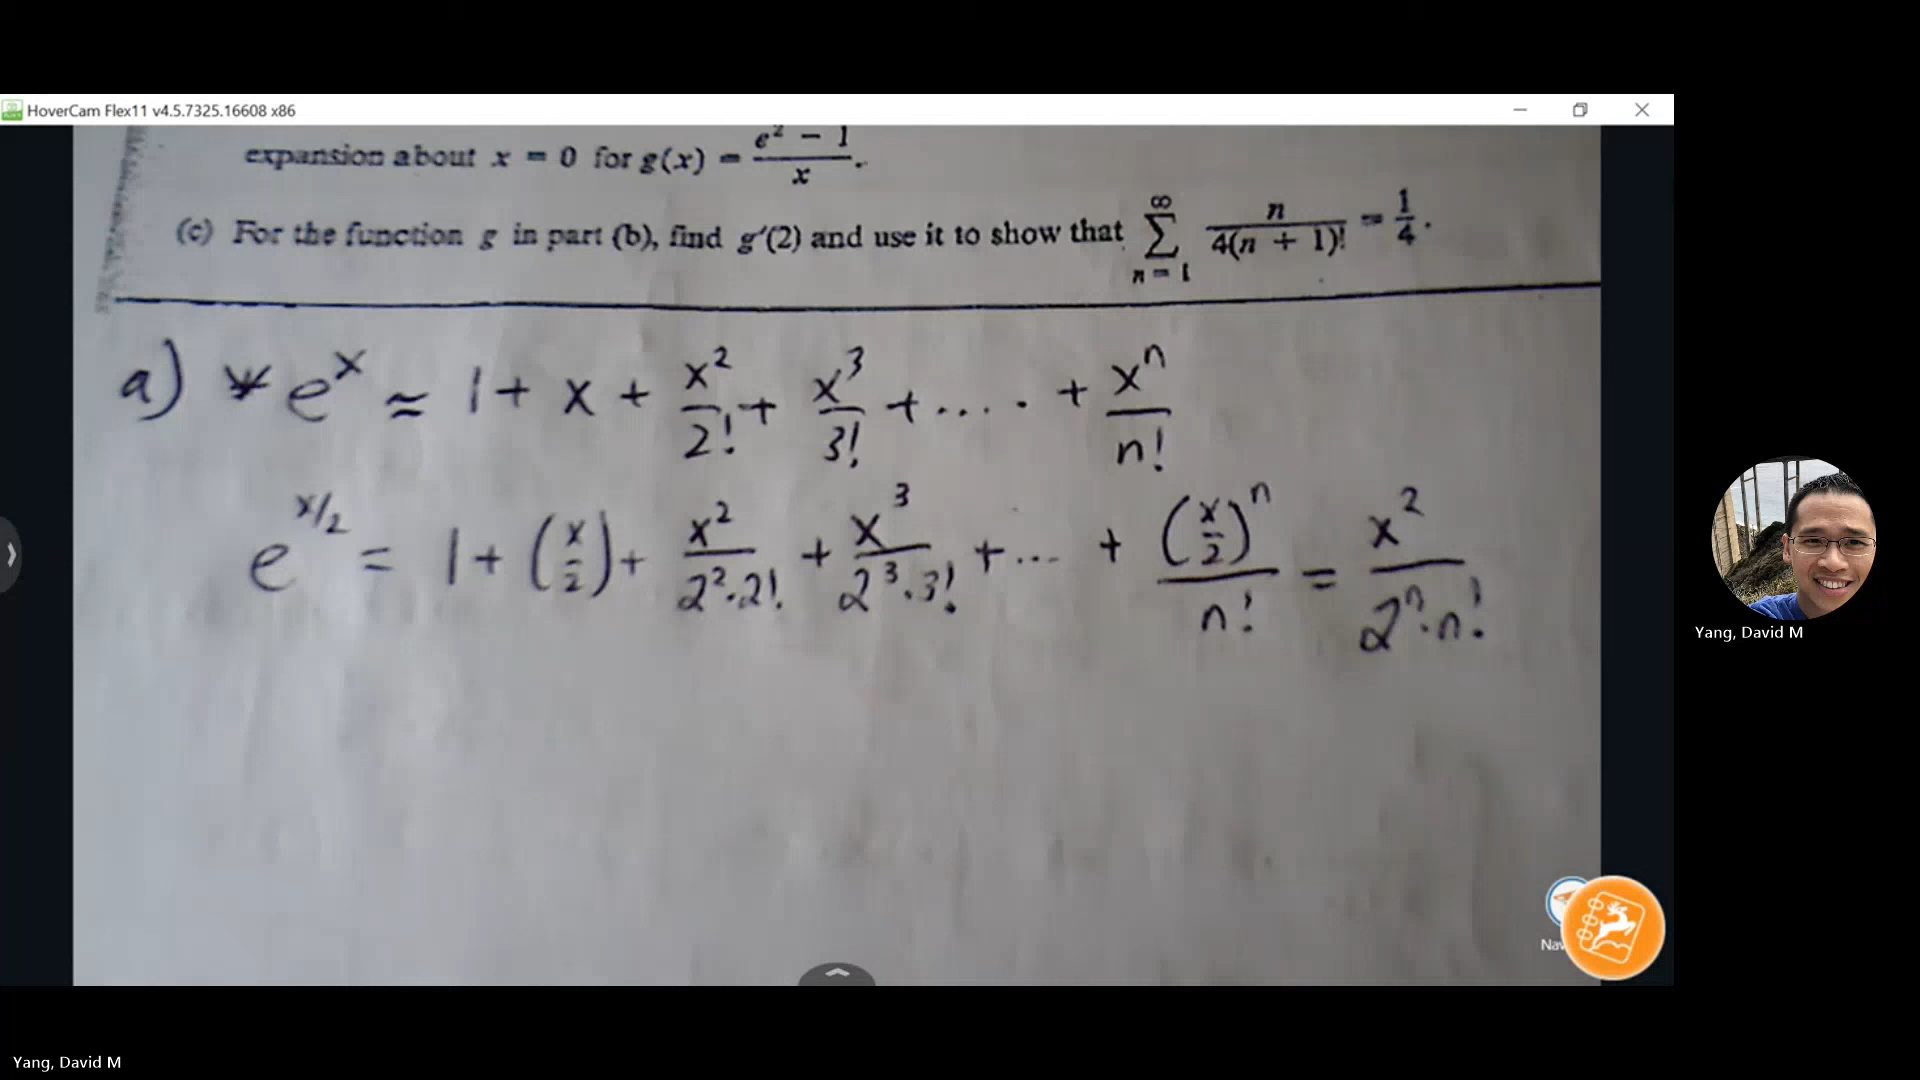 HoverCam Flex11 v4.5.7325.16608 x86
expansion about x = 0 for g(x) = (e^2 − 1)/x.
(c) For the function g in part (b), find g′(2) and use it to show that ∑_{n=1}^{∞} n/(4(n + 1)!) = 1/4.
a) * e^x ≈ 1 + x + x^2/2! + x^3/3! + .... + x^n/n!
e^{x/2} = 1 + (x/2) + x^2/(2^2·2!) + x^3/(2^3·3!) + ... + (x/2)^n/n! = x^2/(2^n·n!)
Yang, David M
Nav
Yang, David M